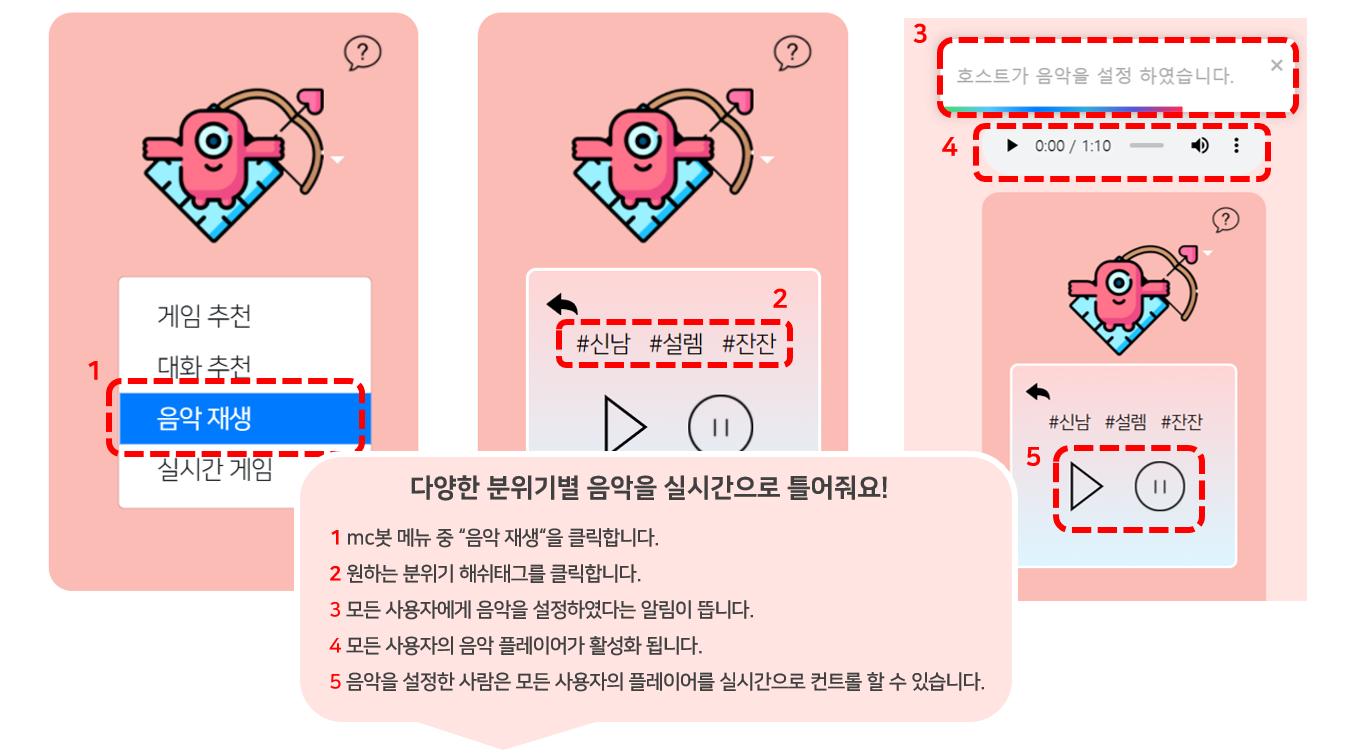 ?
게임 추천
대화 추천
1
음악 재생
실시간 게임
?
2
#신남 #설렘 #잔잔
3
호스트가 음악을 설정 하였습니다.
×
4
0:00 / 1:10
?
#신남 #설렘 #잔잔
5
다양한 분위기별 음악을 실시간으로 틀어줘요!
1 mc봇 메뉴 중 “음악 재생“을 클릭합니다.
2 원하는 분위기 해쉬태그를 클릭합니다.
3 모든 사용자에게 음악을 설정하였다는 알림이 뜹니다.
4 모든 사용자의 음악 플레이어가 활성화 됩니다.
5 음악을 설정한 사람은 모든 사용자의 플레이어를 실시간으로 컨트롤 할 수 있습니다.